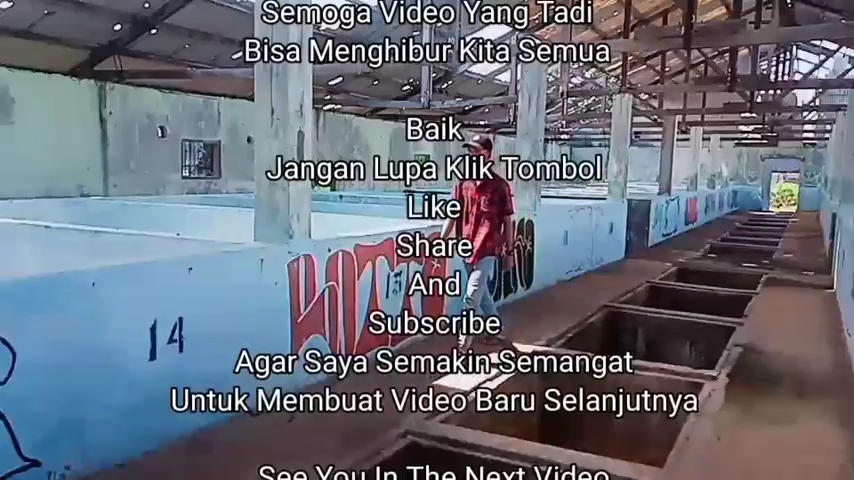 Semoga Video Yang Tadi
Bisa Menghibur Kita Semua
Baik
Jangan Lupa Klik Tombol
Like
Share
And
Subscribe
Agar Saya Semakin Semangat
Untuk Membuat Video Baru Selanjutnya
See You In The Next Video
14